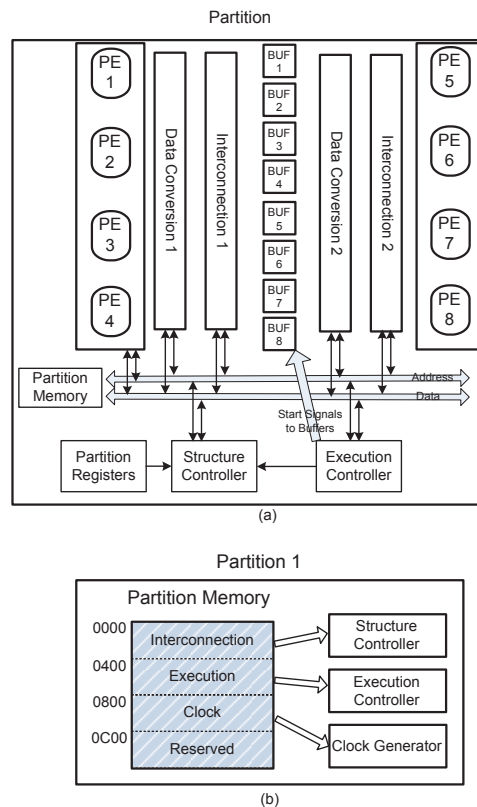 Partition
PE
1
PE
2
PE
3
PE
4
Data Conversion 1
Interconnection 1
BUF
1
BUF
2
BUF
3
BUF
4
BUF
5
BUF
6
BUF
7
BUF
8
Data Conversion 2
Interconnection 2
PE
5
PE
6
PE
7
PE
8
Partition
Memory
Address
Data
Start Signals
to Buffers
Partition
Registers
Structure
Controller
Execution
Controller
(a)
Partition 1
Partition Memory
0000
Interconnection
0400
Execution
0800
Clock
0C00
Reserved
Structure
Controller
Execution
Controller
Clock Generator
(b)